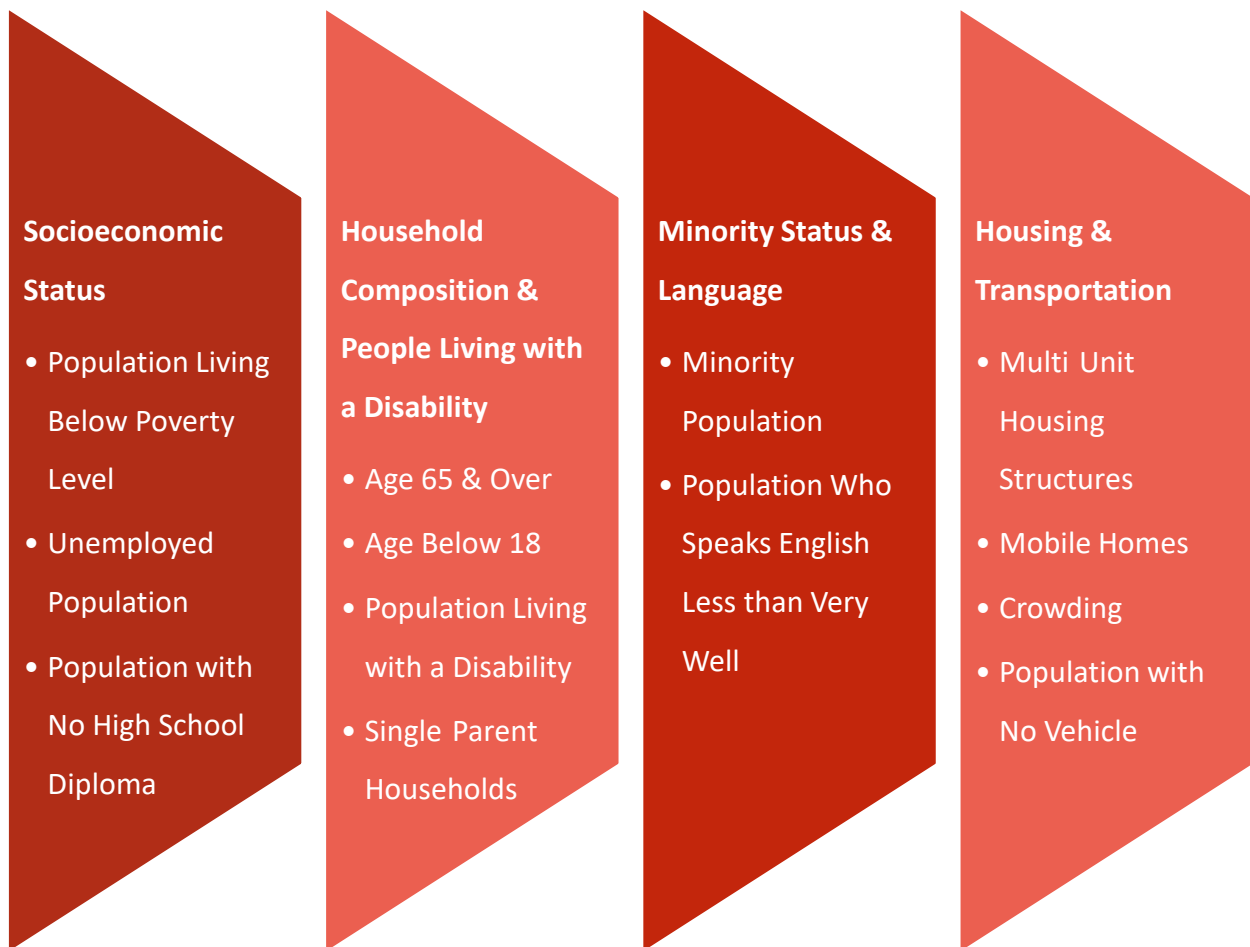 Socioeconomic
Status
• Population Living
Below Poverty
Level
• Unemployed
Population
• Population with
No High School
Diploma
Household
Composition &
People Living with
a Disability
• Age 65 & Over
• Age Below 18
• Population Living
with a Disability
• Single Parent
Households
Minority Status &
Language
• Minority
Population
• Population Who
Speaks English
Less than Very
Well
Housing &
Transportation
• Multi Unit
Housing
Structures
• Mobile Homes
• Crowding
• Population with
No Vehicle